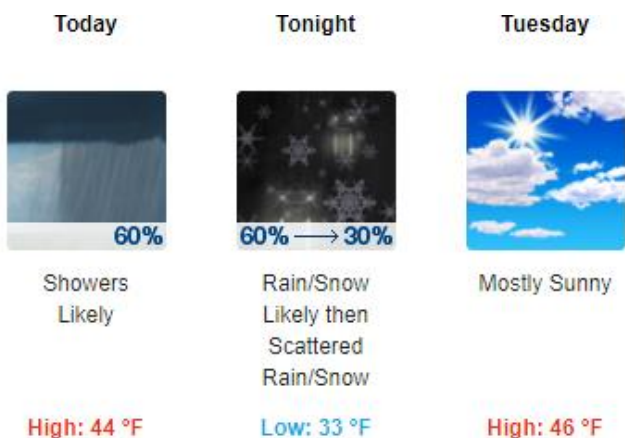 Today
60%
Showers
Likely
High: 44 °F
Tonight
60% → 30%
Rain/Snow
Likely then
Scattered
Rain/Snow
Low: 33 °F
Tuesday
Mostly Sunny
High: 46 °F